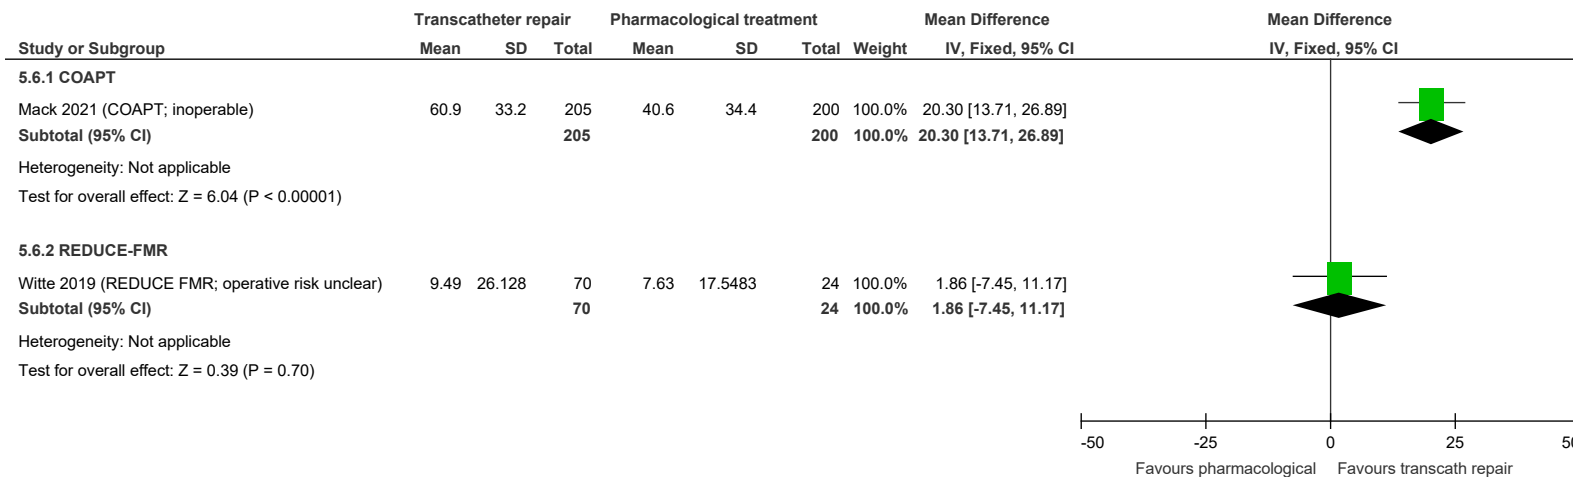 Transcatheter repair Pharmacological treatment Mean Difference Mean Difference
Study or Subgroup Mean SD Total Mean SD Total Weight IV, Fixed, 95% CI IV, Fixed, 95% CI
5.6.1 COAPT
Mack 2021 (COAPT; inoperable) 60.9 33.2 205 40.6 34.4 200 100.0% 20.30 [13.71, 26.89]
Subtotal (95% CI) 205 200 100.0% 20.30 [13.71, 26.89]
Heterogeneity: Not applicable
Test for overall effect: Z = 6.04 (P < 0.00001)
5.6.2 REDUCE-FMR
Witte 2019 (REDUCE FMR; operative risk unclear) 9.49 26.128 70 7.63 17.5483 24 100.0% 1.86 [-7.45, 11.17]
Subtotal (95% CI) 70 24 100.0% 1.86 [-7.45, 11.17]
Heterogeneity: Not applicable
Test for overall effect: Z = 0.39 (P = 0.70)
-50 -25 0 25
Favours pharmacological Favours transcath repair